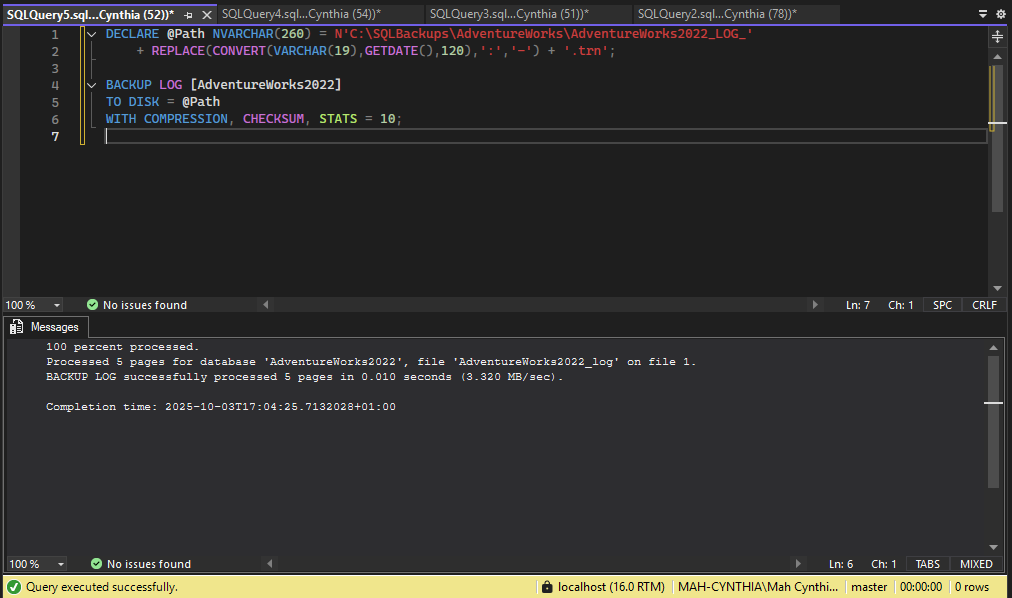 SQLQuery5.sql...Cynthia (52))* SQLQuery4.sql...Cynthia (54))* SQLQuery3.sql...Cynthia (51))* SQLQuery2.sql...Cynthia (78))*
1 DECLARE @Path NVARCHAR(260) = N'C:\SQLBackups\AdventureWorks\AdventureWorks2022_LOG_'
2 + REPLACE(CONVERT(VARCHAR(19),GETDATE(),120),':','-') + '.trn';
3
4 BACKUP LOG [AdventureWorks2022]
5 TO DISK = @Path
6 WITH COMPRESSION, CHECKSUM, STATS = 10;
7
100 % No issues found Ln: 7 Ch: 1 SPC CRLF
Messages
100 percent processed.
Processed 5 pages for database 'AdventureWorks2022', file 'AdventureWorks2022_log' on file 1.
BACKUP LOG successfully processed 5 pages in 0.010 seconds (3.320 MB/sec).
Completion time: 2025-10-03T17:04:25.7132028+01:00
100 % No issues found Ln: 6 Ch: 1 TABS MIXED
Query executed successfully. localhost (16.0 RTM) MAH-CYNTHIA\Mah Cynthi... master 00:00:00 0 rows